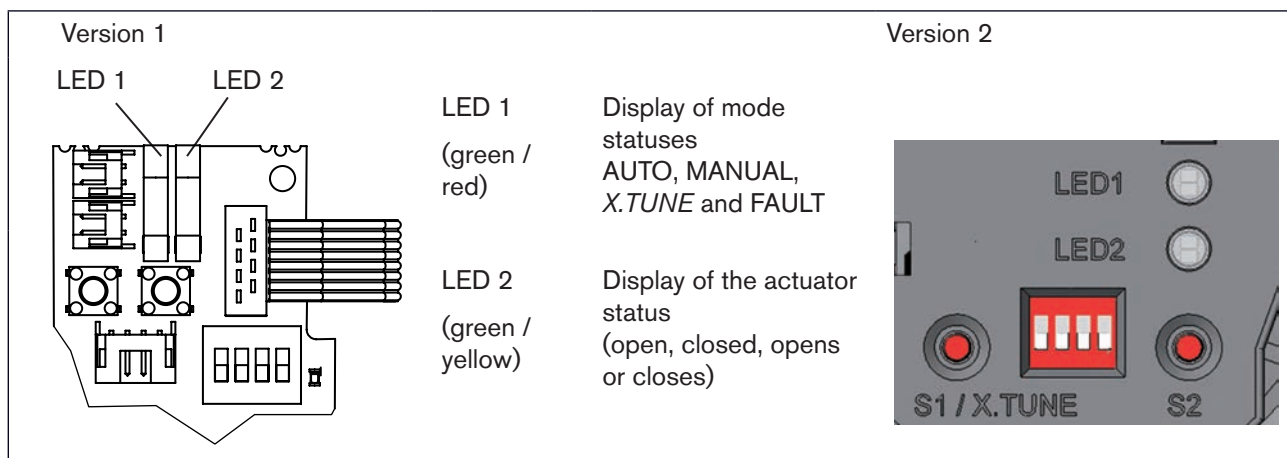 Version 1
Version 2
LED 1
LED 2
LED 1
(green /
red)
Display of mode
statuses
AUTO, MANUAL,
X.TUNE and FAULT
LED 2
(green /
yellow)
Display of the actuator
status
(open, closed, opens
or closes)
LED1
LED2
S1 / X.TUNE
S2